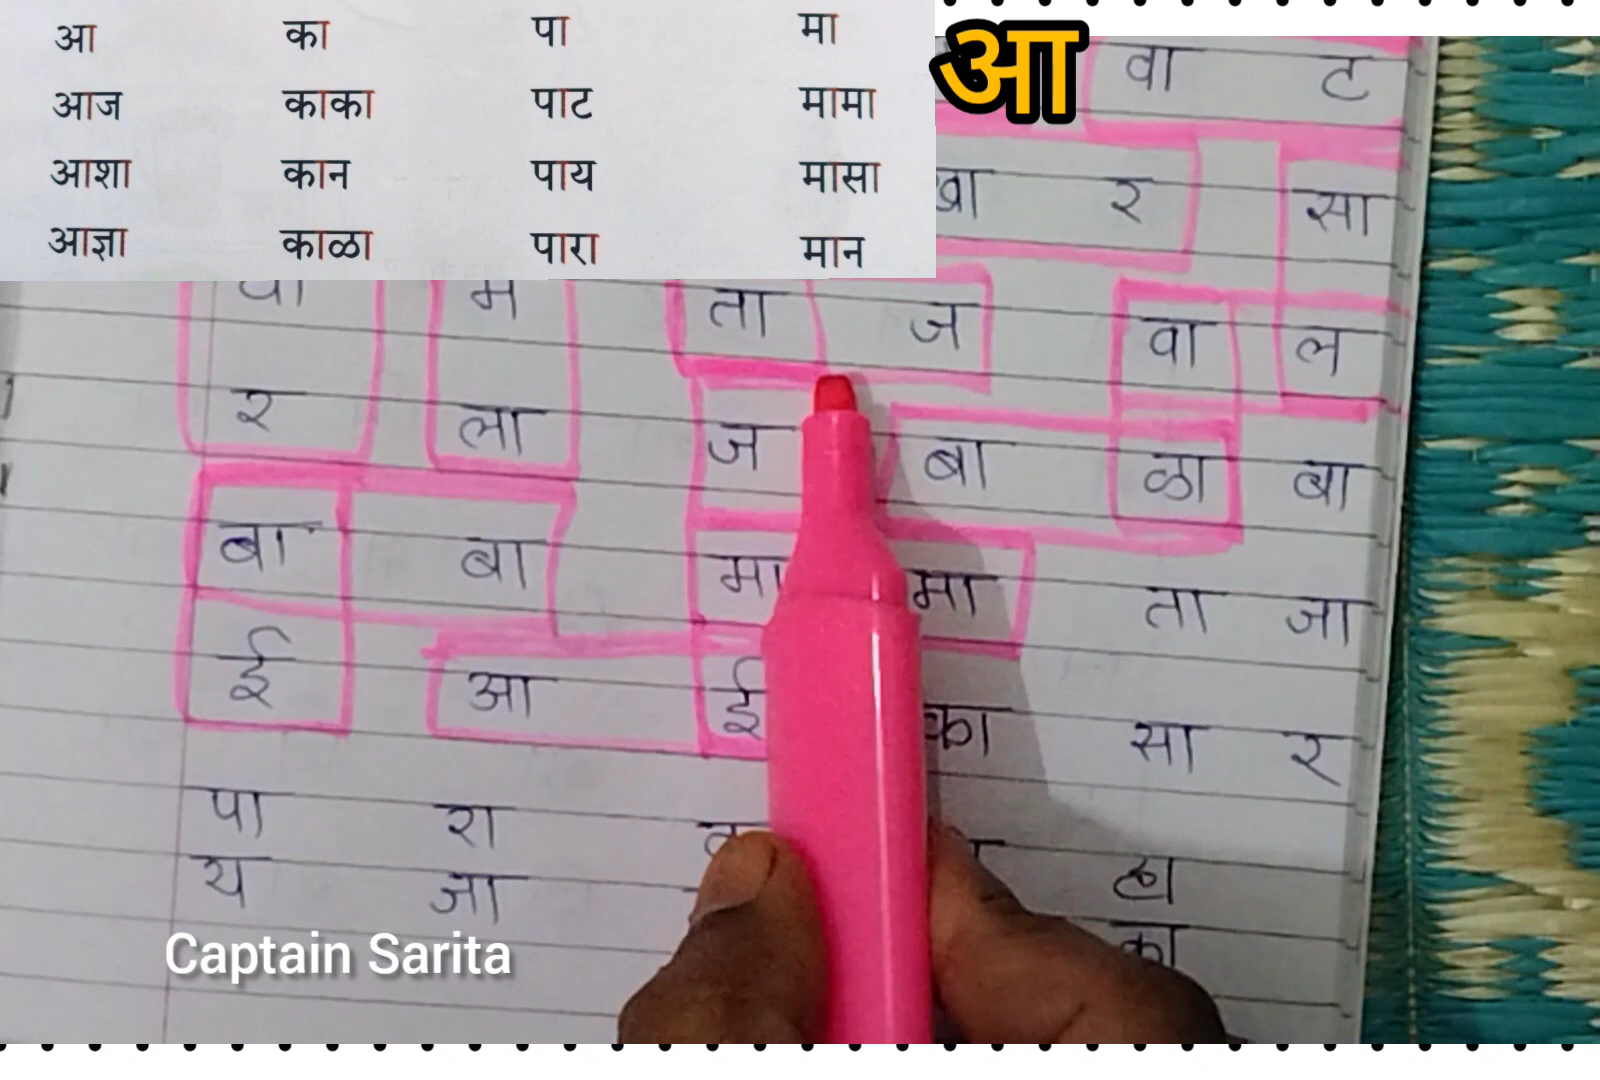 आ का पा मा
आज काका पाट मामा
आशा कान पाय मासा
आज्ञा काळा पारा मान
आ
वा ट
खा र सा
पा म ता ज वा ल
र ला ज बा ळा बा
बा बा मा मा ता जा
ई आ ई का सा र
पा रा
य जा ळा
का
Captain Sarita